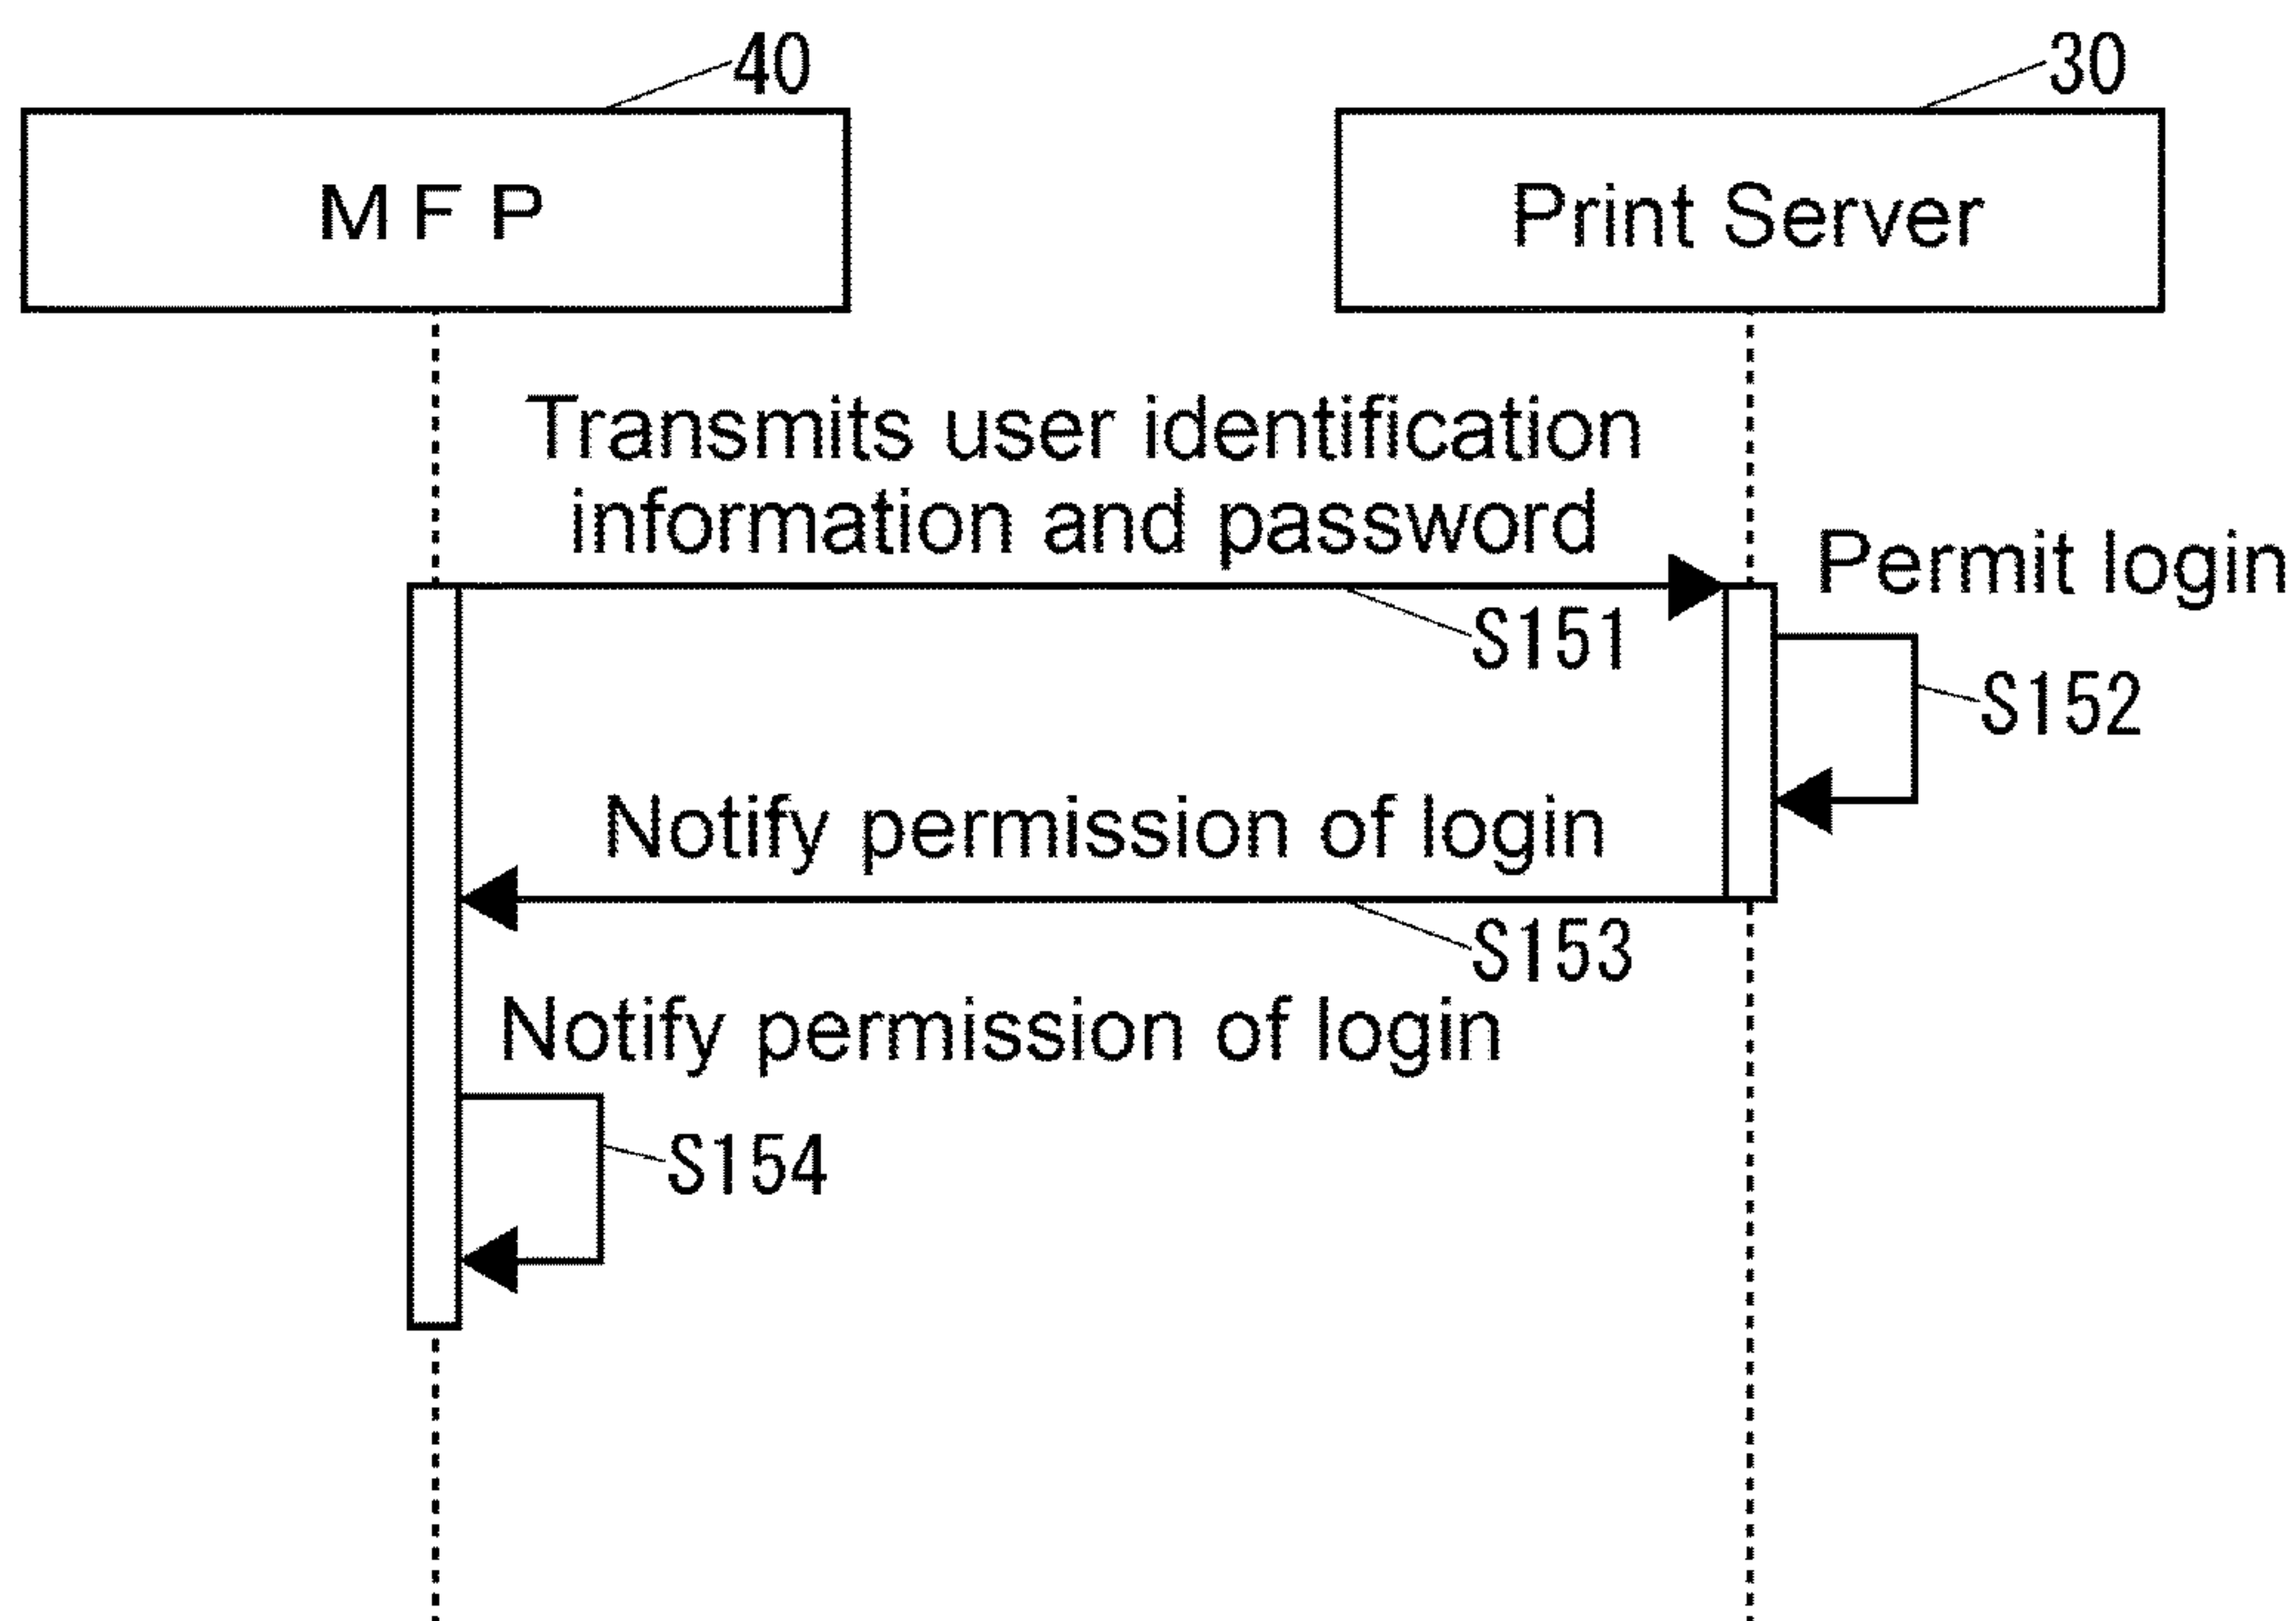 40
30
M F P
Print Server
Transmits user identification
information and password
Permit login
S151
S152
Notify permission of login
S153
Notify permission of login
S154